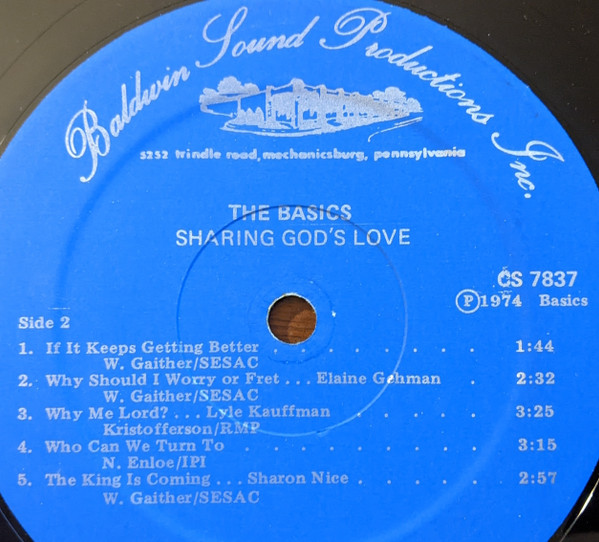 Baldwin Sound Productions Inc.
5252 trindle road, mechanicsburg, pennsylvania
THE BASICS
SHARING GOD'S LOVE
CS 7837
Ⓟ1974 Basics
Side 2
1. If It Keeps Getting Better . . . . . . . . 1:44
W. Gaither/SESAC
2. Why Should I Worry or Fret . . . Elaine Gehman . 2:32
W. Gaither/SESAC
3. Why Me Lord? . . . Lyle Kauffman . . . . . 3:25
Kristofferson/RMP
4. Who Can We Turn To . . . . . . . . . 3:15
N. Enloe/IPI
5. The King Is Coming . . . Sharon Nice . . . . 2:57
W. Gaither/SESAC